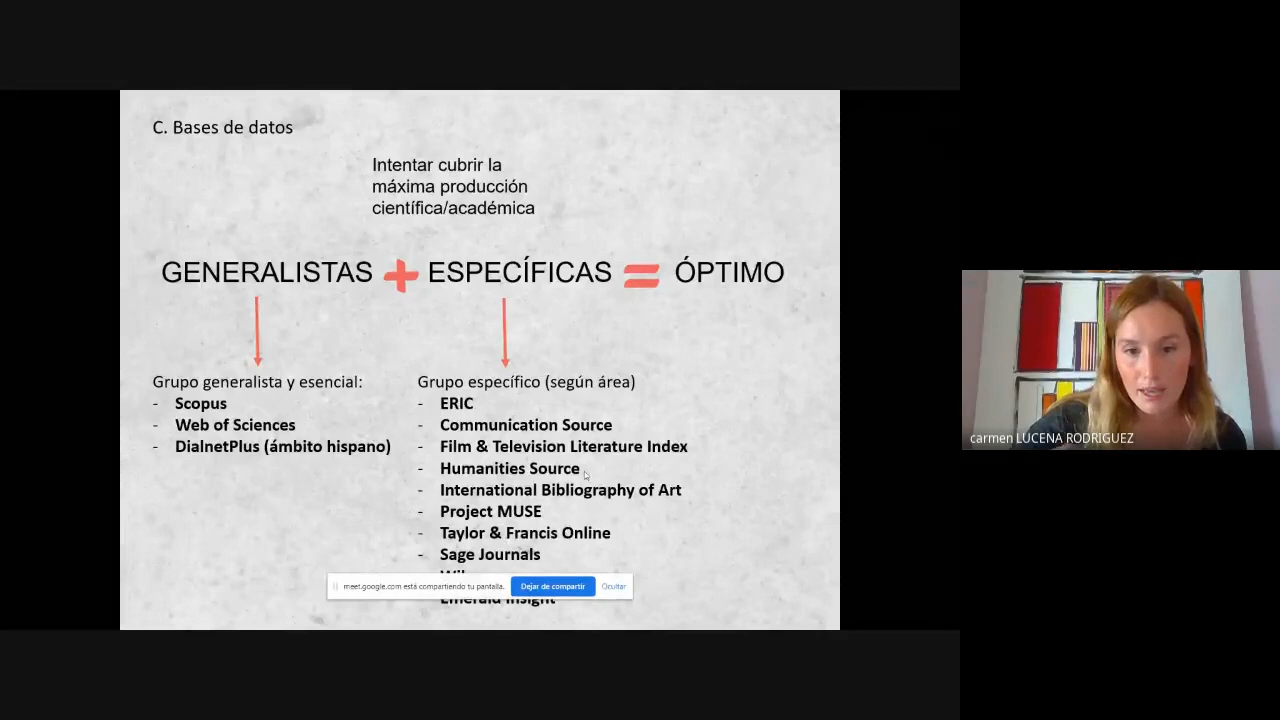 C. Bases de datos
Intentar cubrir la
máxima producción
científica/académica
GENERALISTAS + ESPECÍFICAS = ÓPTIMO
Grupo generalista y esencial:
- Scopus
- Web of Sciences
- DialnetPlus (ámbito hispano)
Grupo específico (según área)
- ERIC
- Communication Source
- Film & Television Literature Index
- Humanities Source
- International Bibliography of Art
- Project MUSE
- Taylor & Francis Online
- Sage Journals
Emerald Insight
meet.google.com está compartiendo tu pantalla. Dejar de compartir Ocultar
carmen LUCENA RODRIGUEZ